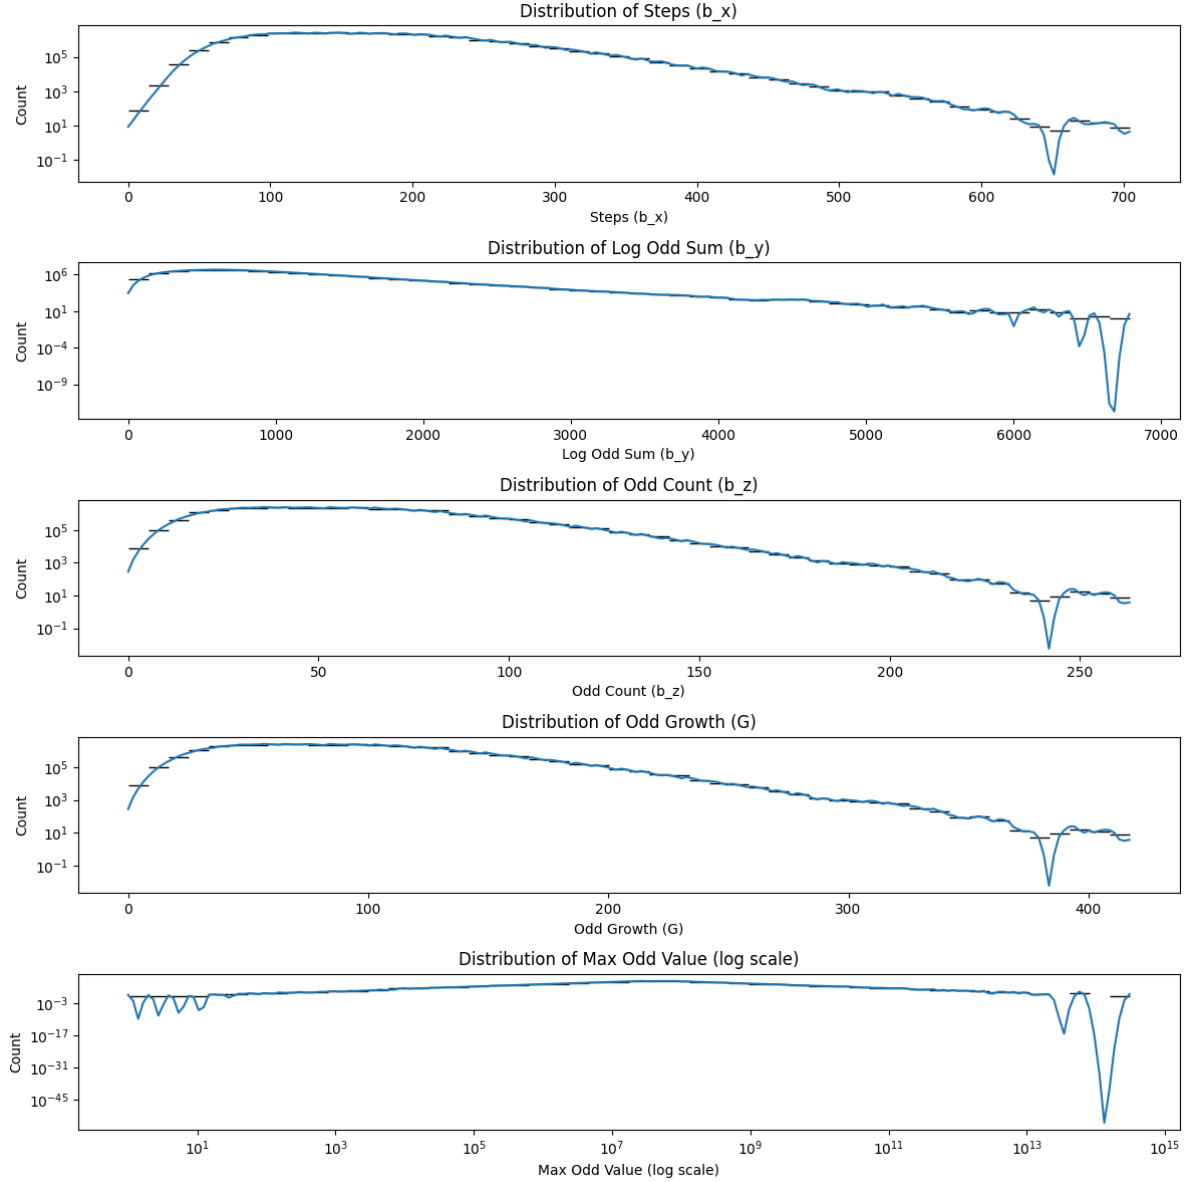 Distribution of Steps (b_x)
Count
10^5
10^3
10^1
10^-1
0 100 200 300 400 500 600 700
Steps (b_x)
Distribution of Log Odd Sum (b_y)
Count
10^6
10^1
10^-4
10^-9
0 1000 2000 3000 4000 5000 6000 7000
Log Odd Sum (b_y)
Distribution of Odd Count (b_z)
Count
10^5
10^3
10^1
10^-1
0 50 100 150 200 250
Odd Count (b_z)
Distribution of Odd Growth (G)
Count
10^5
10^3
10^1
10^-1
0 100 200 300 400
Odd Growth (G)
Distribution of Max Odd Value (log scale)
Count
10^-3
10^-17
10^-31
10^-45
10^1 10^3 10^5 10^7 10^9 10^11 10^13 10^15
Max Odd Value (log scale)